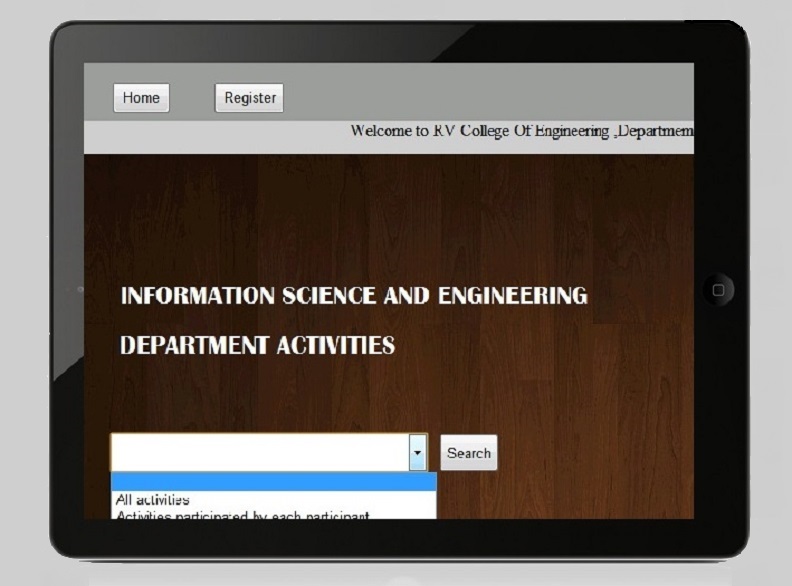 Home Register
Welcome to RV College Of Engineering ,Departmem
INFORMATION SCIENCE AND ENGINEERING
DEPARTMENT ACTIVITIES
Search
All activities
Activities participated by each participant